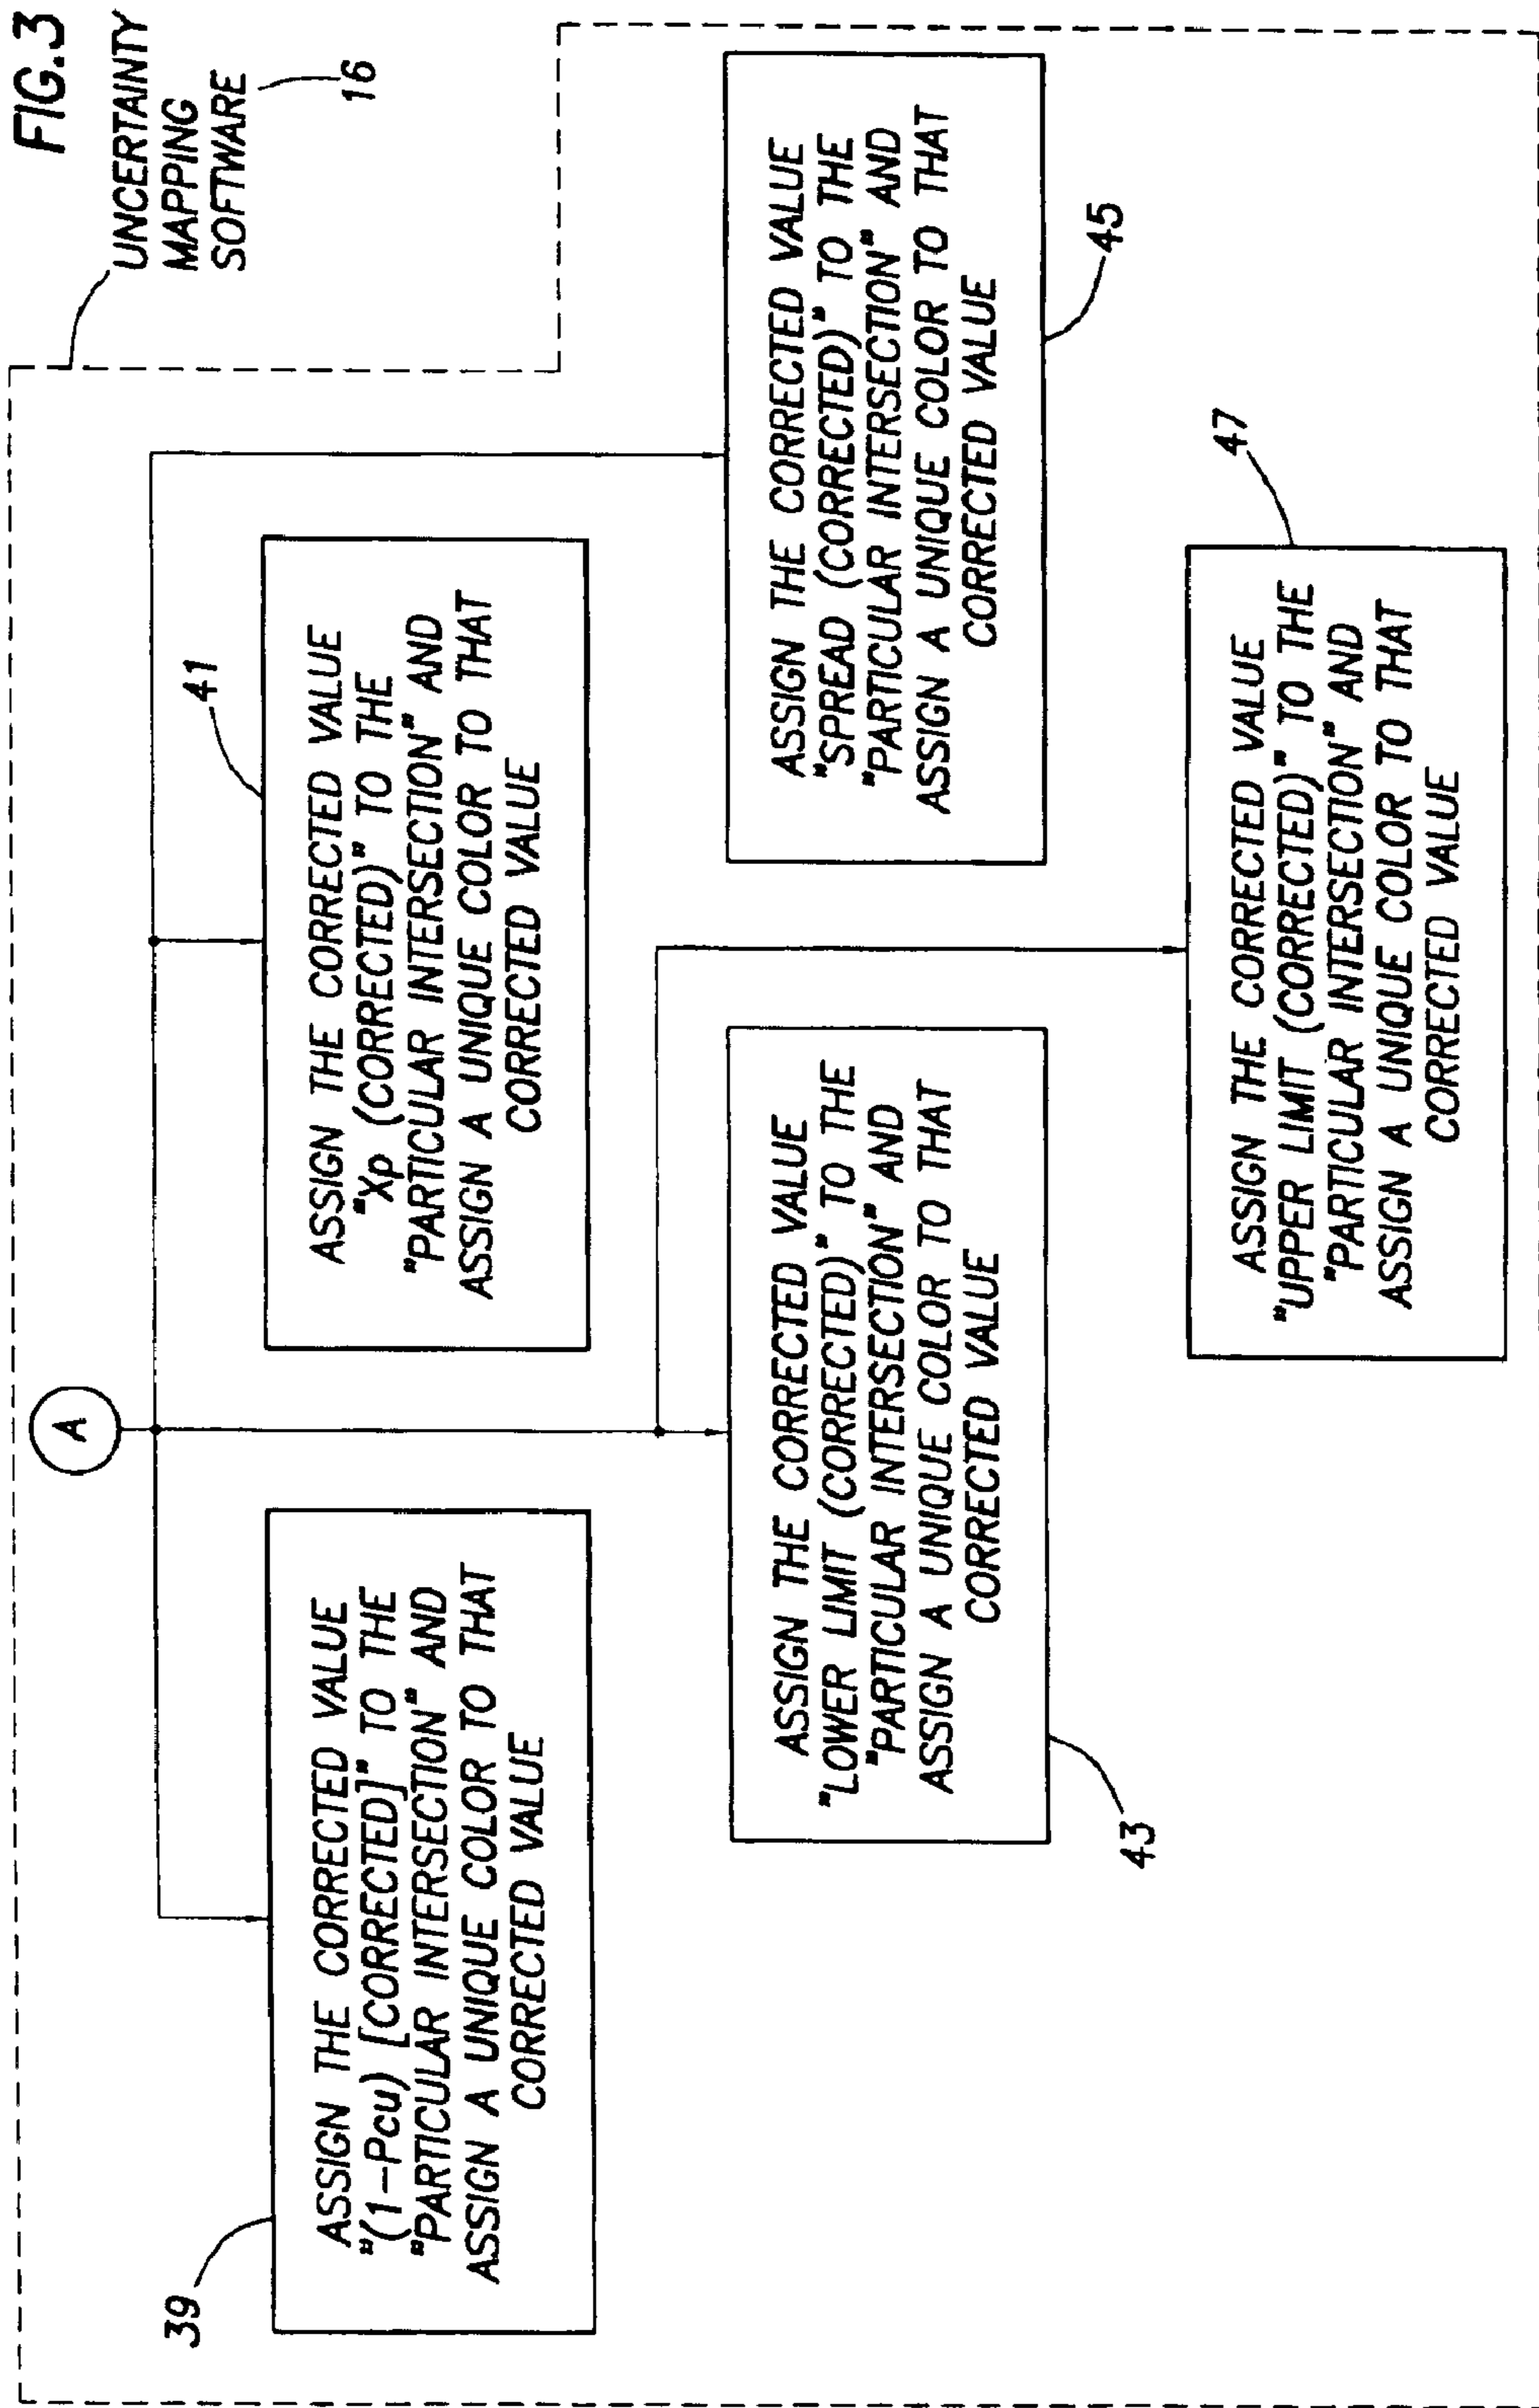 FIG.3
UNCERTAINTY
MAPPING
SOFTWARE
16
A
39
ASSIGN THE CORRECTED VALUE
"(1-Pcu) [CORRECTED]" TO THE
"PARTICULAR INTERSECTION" AND
ASSIGN A UNIQUE COLOR TO THAT
CORRECTED VALUE
41
ASSIGN THE CORRECTED VALUE
"Xp (CORRECTED)" TO THE
"PARTICULAR INTERSECTION" AND
ASSIGN A UNIQUE COLOR TO THAT
CORRECTED VALUE
ASSIGN THE CORRECTED VALUE
"LOWER LIMIT (CORRECTED)" TO THE
"PARTICULAR INTERSECTION" AND
ASSIGN A UNIQUE COLOR TO THAT
CORRECTED VALUE
43
ASSIGN THE CORRECTED VALUE
"SPREAD (CORRECTED)" TO THE
"PARTICULAR INTERSECTION" AND
ASSIGN A UNIQUE COLOR TO THAT
CORRECTED VALUE
45
47
ASSIGN THE CORRECTED VALUE
"UPPER LIMIT (CORRECTED)" TO THE
"PARTICULAR INTERSECTION" AND
ASSIGN A UNIQUE COLOR TO THAT
CORRECTED VALUE